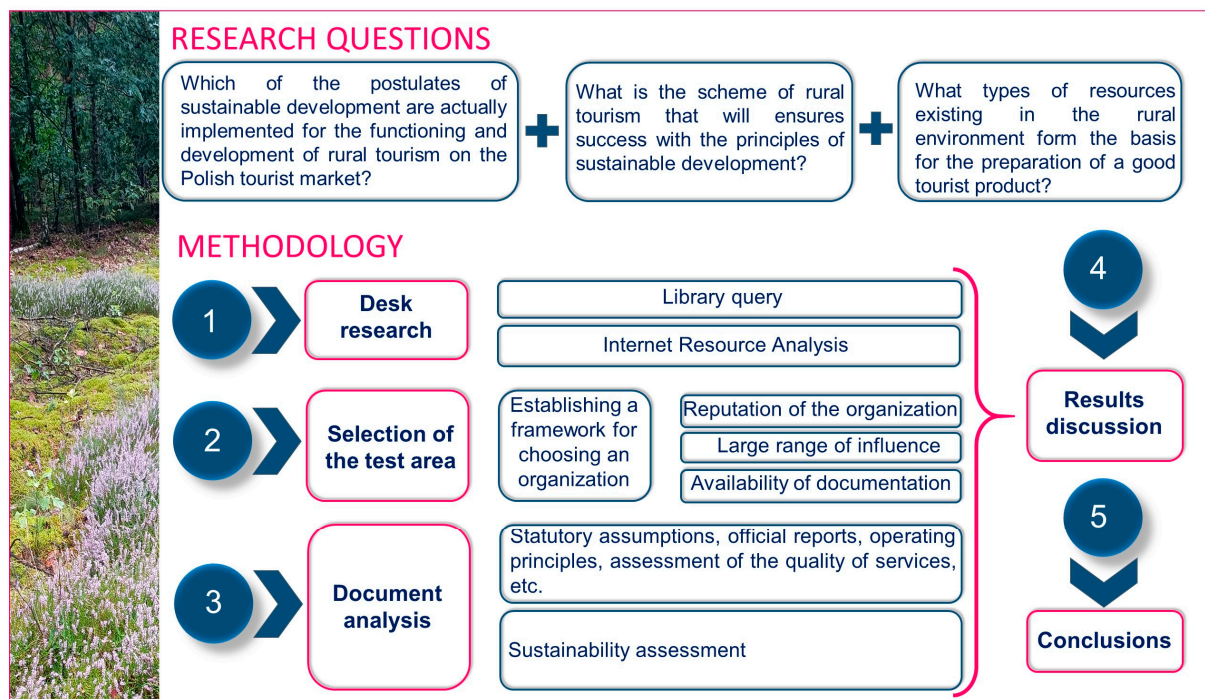 RESEARCH QUESTIONS
Which of the postulates of
sustainable development are actually
implemented for the functioning and
development of rural tourism on the
Polish tourist market?
What is the scheme of rural
tourism that will ensures
success with the principles of
sustainable development?
What types of resources
existing in the rural
environment form the basis
for the preparation of a good
tourist product?
METHODOLOGY
1
Desk
research
Library query
Internet Resource Analysis
2
Selection of
the test area
Establishing a
framework for
choosing an
organization
Reputation of the organization
Large range of influence
Availability of documentation
3
Document
analysis
Statutory assumptions, official reports, operating
principles, assessment of the quality of services,
etc.
Sustainability assessment
4
Results
discussion
5
Conclusions